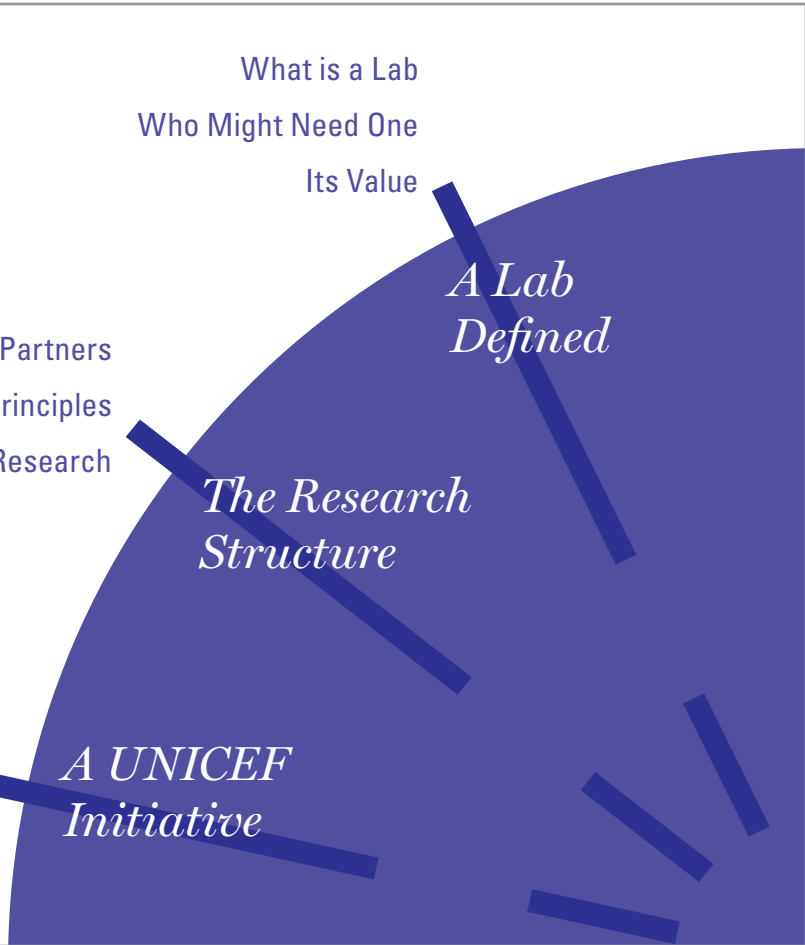 What is a Lab
Who Might Need One
Its Value
A Lab
Defined
Partners
rinciples
Research
The Research
Structure
A UNICEF
Initiative